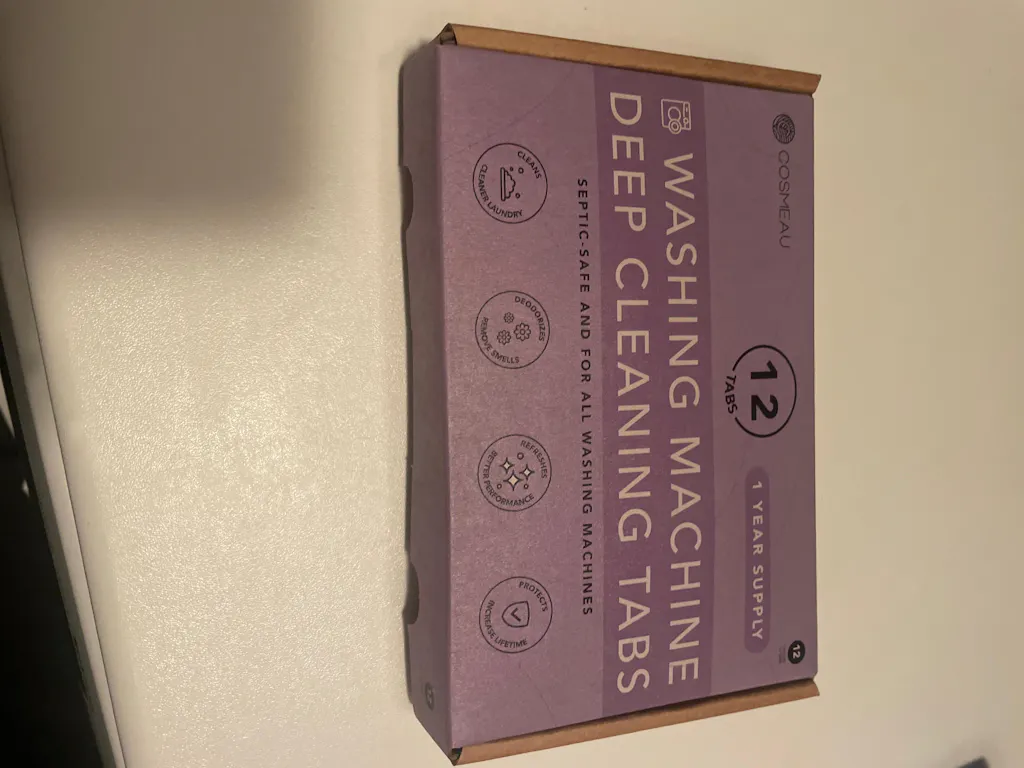 COSMEAU
12
TABS
1 YEAR SUPPLY
12
WASHING MACHINE
DEEP CLEANING TABS
SEPTIC-SAFE AND FOR ALL WASHING MACHINES
CLEANS
CLEANER LAUNDRY
DEODORIZES
REMOVE SMELLS
REFRESHES
BETTER PERFORMANCE
PROTECTS
INCREASE LIFETIME